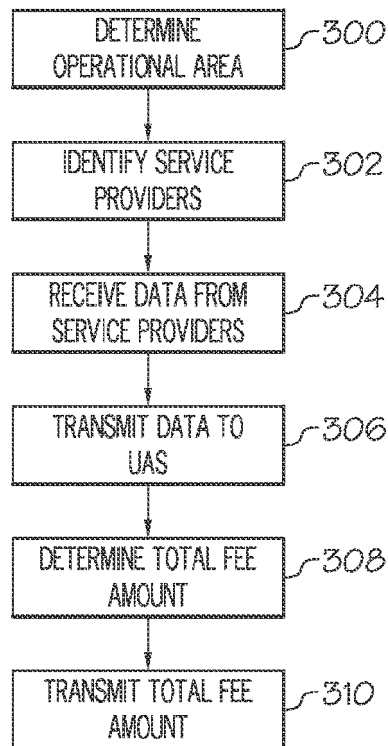 DETERMINE
OPERATIONAL AREA
300
IDENTIFY SERVICE
PROVIDERS
302
RECEIVE DATA FROM
SERVICE PROVIDERS
304
TRANSMIT DATA TO
UAS
306
DETERMINE TOTAL FEE
AMOUNT
308
TRANSMIT TOTAL FEE
AMOUNT
310